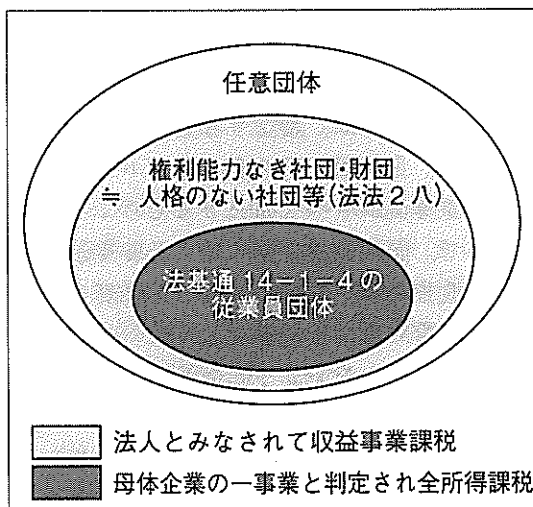 任意団体
権利能力なき社団・財団
≒ 人格のない社団等(法法2八)
法基通14-1-4の
従業員団体
法人とみなされて収益事業課税
母体企業の一事業と判定され全所得課税